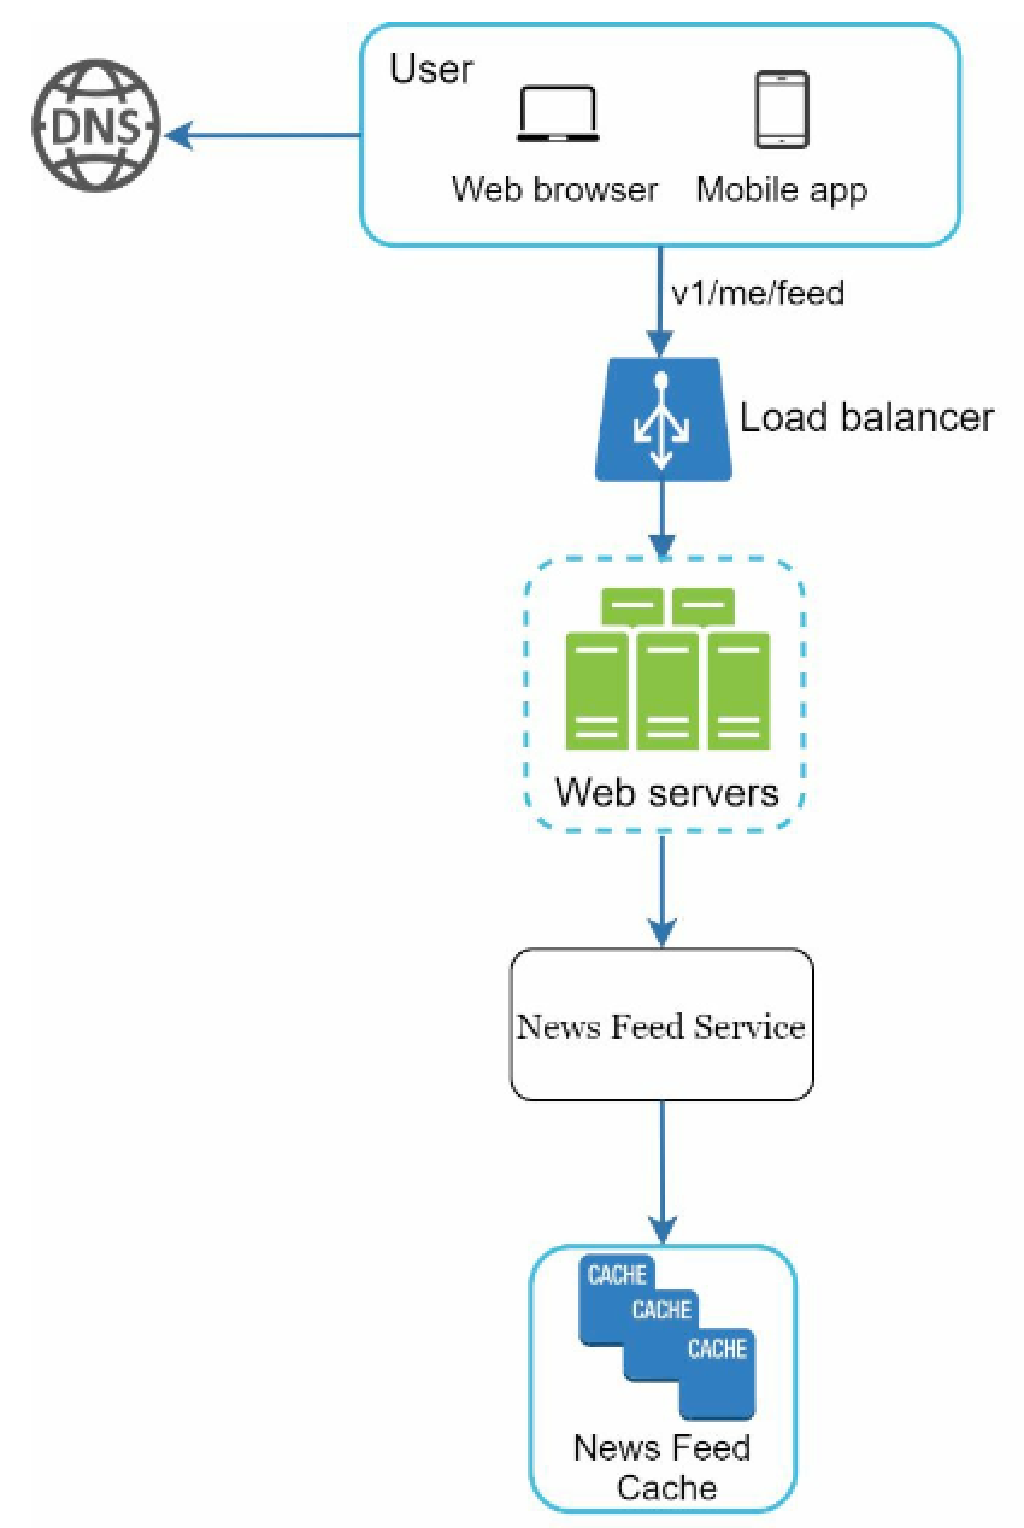 User
DNS
Web browser
Mobile app
v1/me/feed
Load balancer
Web servers
News Feed Service
CACHE
CACHE
CACHE
News Feed
Cache